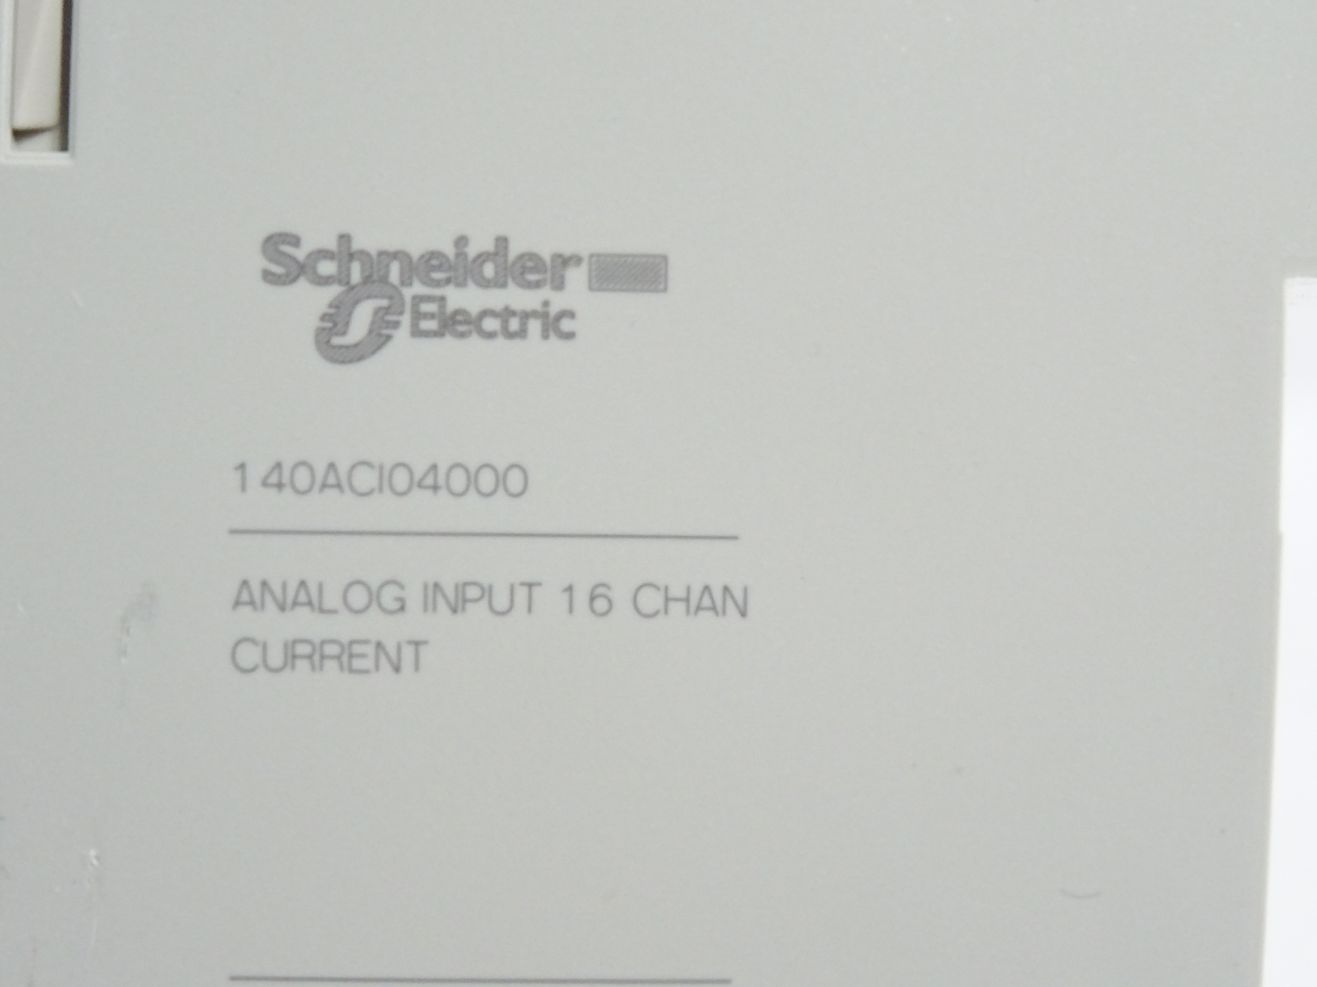 Schneider
Electric
140ACI04000
ANALOG INPUT 16 CHAN
CURRENT